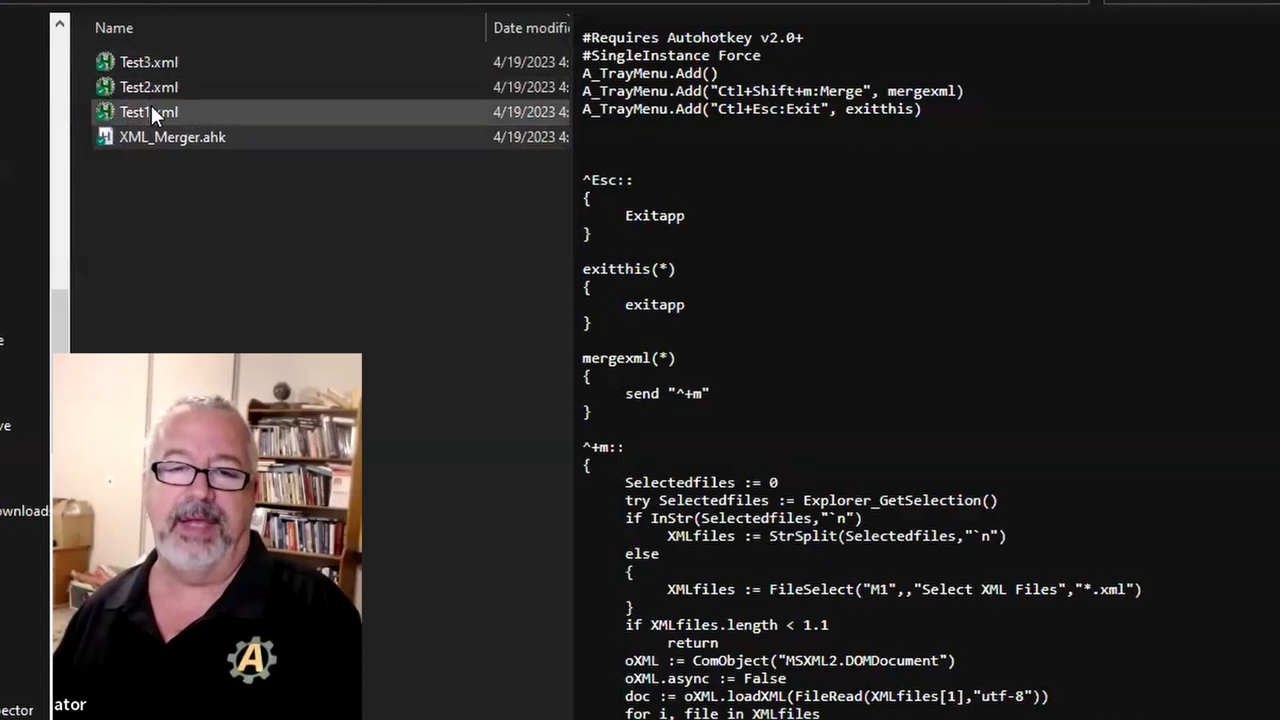 Name
Date modifi
Test3.xml
4/19/2023 4:
Test2.xml
4/19/2023 4:
Test1.xml
4/19/2023 4:
XML_Merger.ahk
4/19/2023 4:
e
ve
ownload
pector
ator
A
#Requires Autohotkey v2.0+
#SingleInstance Force
A_TrayMenu.Add()
A_TrayMenu.Add("Ctl+Shift+m:Merge", mergexml)
A_TrayMenu.Add("Ctl+Esc:Exit", exitthis)
^Esc::
{
Exitapp
}
exitthis(*)
{
exitapp
}
mergexml(*)
{
send "^+m"
}
^+m::
{
Selectedfiles := 0
try Selectedfiles := Explorer_GetSelection()
if InStr(Selectedfiles,"`n")
XMLfiles := StrSplit(Selectedfiles,"`n")
else
{
XMLfiles := FileSelect("M1",,"Select XML Files","*.xml")
}
if XMLfiles.length < 1.1
return
oXML := ComObject("MSXML2.DOMDocument")
oXML.async := False
doc := oXML.loadXML(FileRead(XMLfiles[1],"utf-8"))
for i, file in XMLfiles